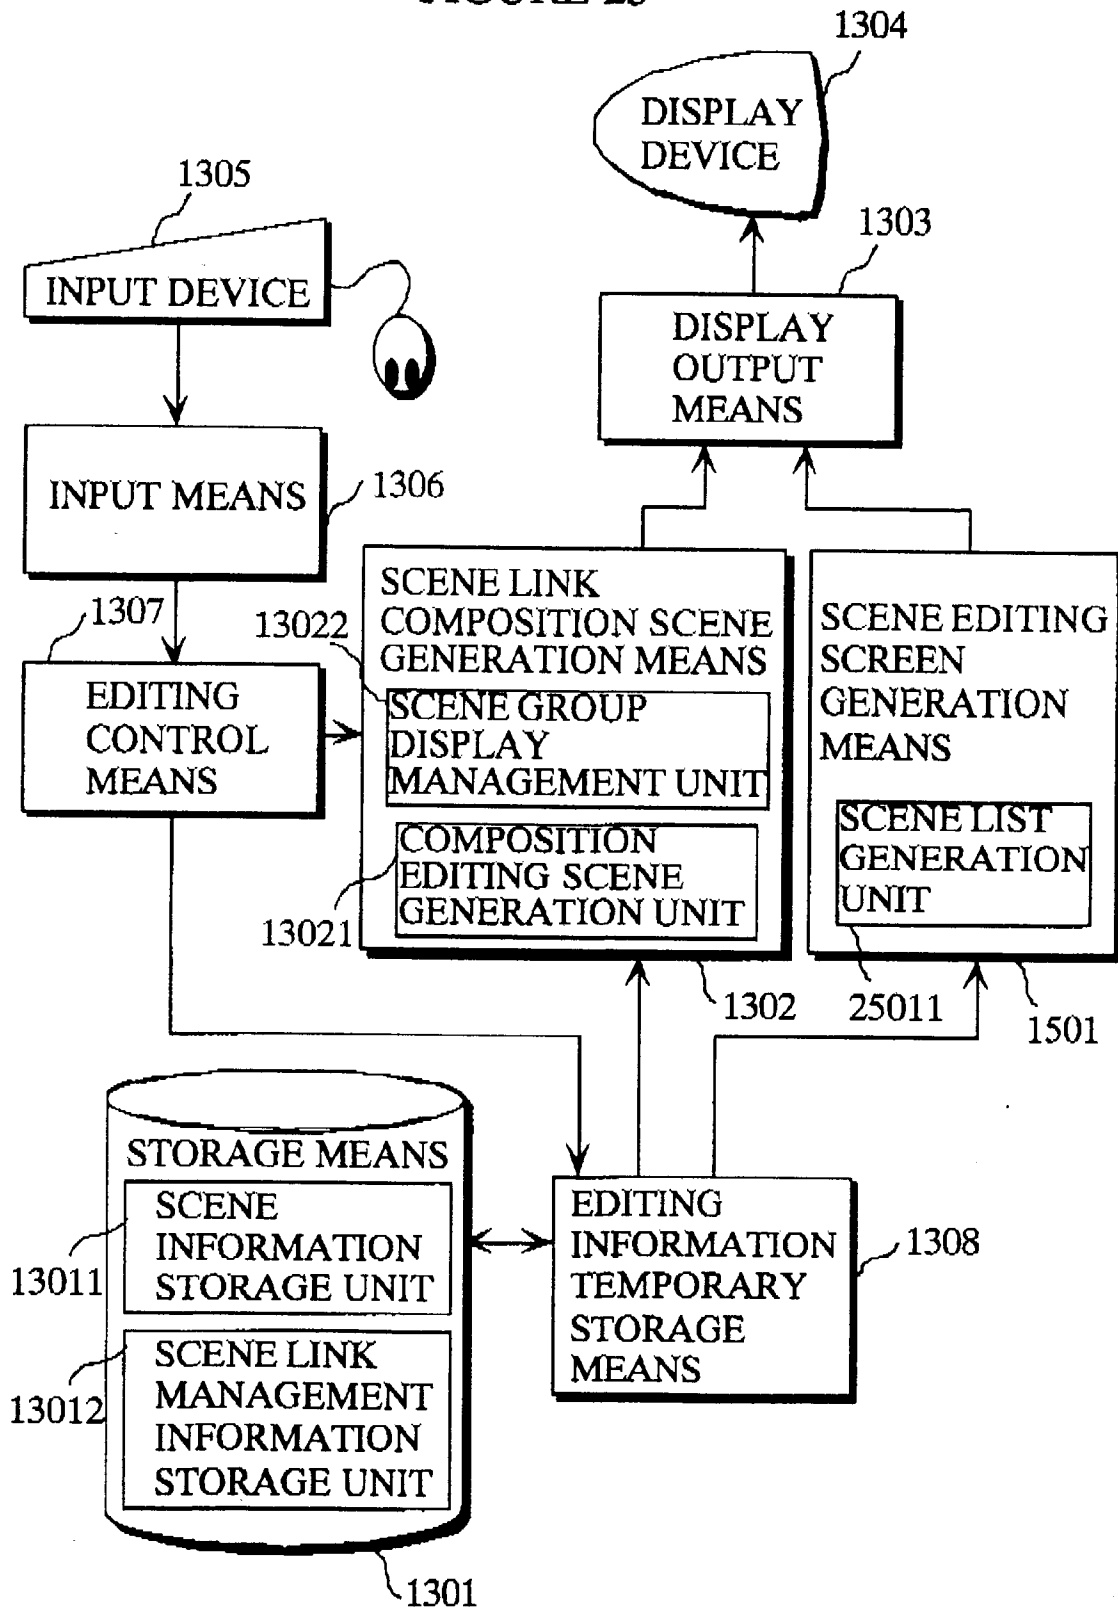 1304
DISPLAY
DEVICE
1305
1303
INPUT DEVICE
DISPLAY
OUTPUT
MEANS
INPUT MEANS
1306
1307
13022
SCENE LINK
COMPOSITION SCENE
GENERATION MEANS
SCENE EDITING
SCREEN
GENERATION
MEANS
EDITING
CONTROL
MEANS
SCENE GROUP
DISPLAY
MANAGEMENT UNIT
SCENE LIST
GENERATION
UNIT
COMPOSITION
EDITING SCENE
GENERATION UNIT
13021
1302
25011
1501
STORAGE MEANS
SCENE
INFORMATION
STORAGE UNIT
13011
EDITING
INFORMATION
TEMPORARY
STORAGE
MEANS
1308
SCENE LINK
MANAGEMENT
INFORMATION
STORAGE UNIT
13012
1301